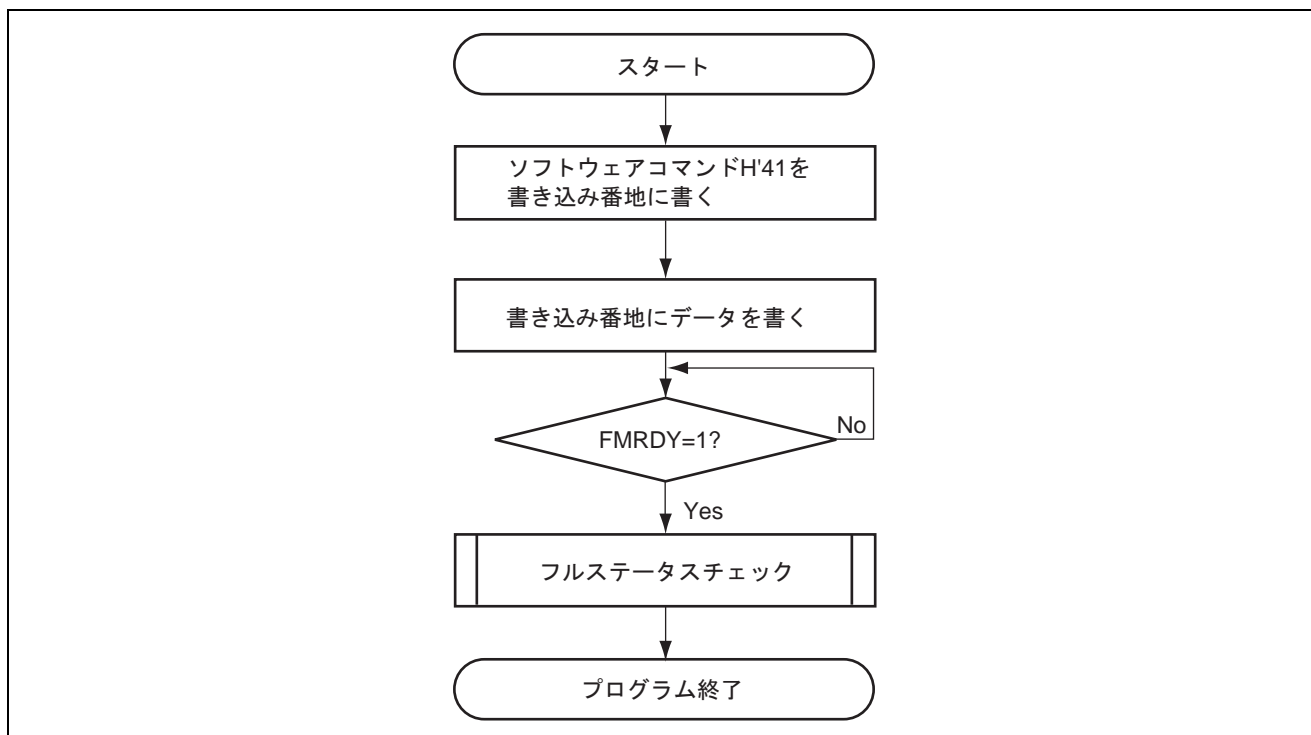 スタート
ソフトウェアコマンドH'41を
書き込み番地に書く
書き込み番地にデータを書く
FMRDY=1?
No
Yes
フルステータスチェック
プログラム終了